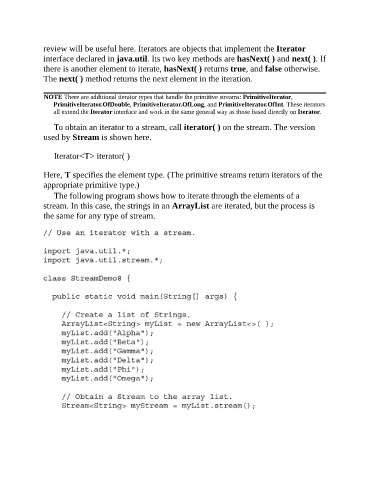 review will be useful here. Iterators are objects that implement the Iterator
interface declared in java.util. Its two key methods are hasNext( ) and next( ). If
there is another element to iterate, hasNext( ) returns true, and false otherwise.
The next( ) method returns the next element in the iteration.
NOTE There are additional iterator types that handle the primitive streams: PrimitiveIterator,
PrimitiveIterator.OfDouble, PrimitiveIterator.OfLong, and PrimitiveIterator.OfInt. These iterators
all extend the Iterator interface and work in the same general way as those based directly on Iterator.
To obtain an iterator to a stream, call iterator( ) on the stream. The version
used by Stream is shown here.
Iterator<T> iterator( )
Here, T specifies the element type. (The primitive streams return iterators of the
appropriate primitive type.)
The following program shows how to iterate through the elements of a
stream. In this case, the strings in an ArrayList are iterated, but the process is
the same for any type of stream.
// Use an iterator with a stream.
import java.util.*;
import java.util.stream.*;
class StreamDemo8 {
public static void main(String[] args) {
// Create a list of Strings.
ArrayList<String> myList = new ArrayList<>( );
myList.add("Alpha");
myList.add("Beta");
myList.add("Gamma");
myList.add("Delta");
myList.add("Phi");
myList.add("Omega");
// Obtain a Stream to the array list.
Stream<String> myStream = myList.stream();